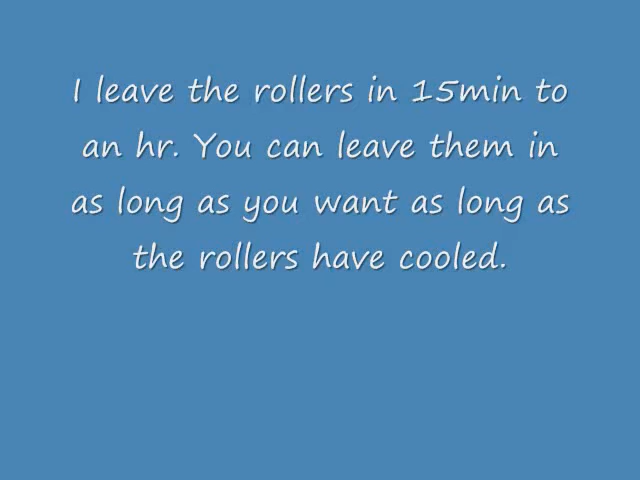 I leave the rollers in 15min to
an hr. You can leave them in
as long as you want as long as
the rollers have cooled.